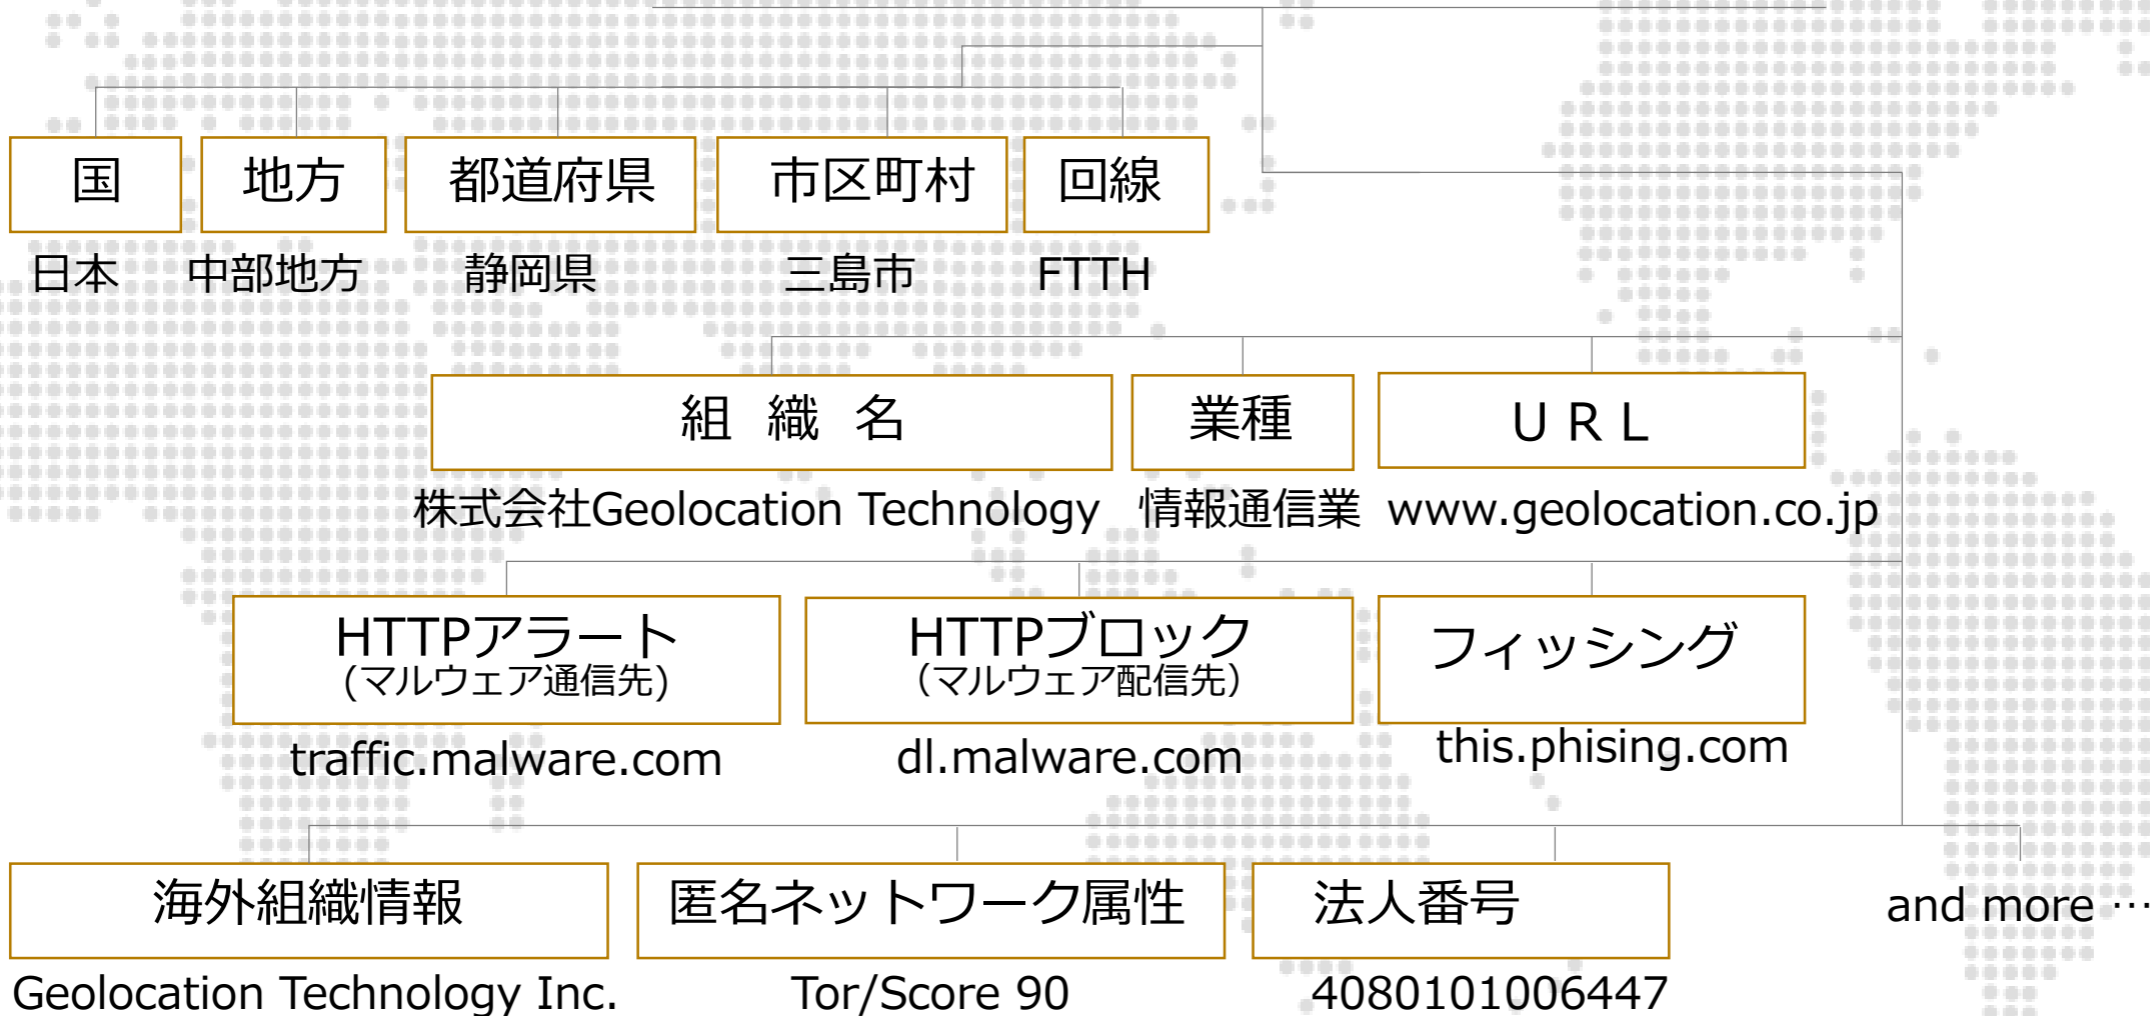 国 地方 都道府県 市区町村 回線
日本 中部地方 静岡県 三島市 FTTH
組 織 名 業種 ＵＲＬ
株式会社Geolocation Technology 情報通信業 www.geolocation.co.jp
HTTPアラート HTTPブロック フィッシング
(マルウェア通信先) （マルウェア配信先）
traffic.malware.com dl.malware.com this.phising.com
海外組織情報 匿名ネットワーク属性 法人番号 and more …
Geolocation Technology Inc. Tor/Score 90 4080101006447